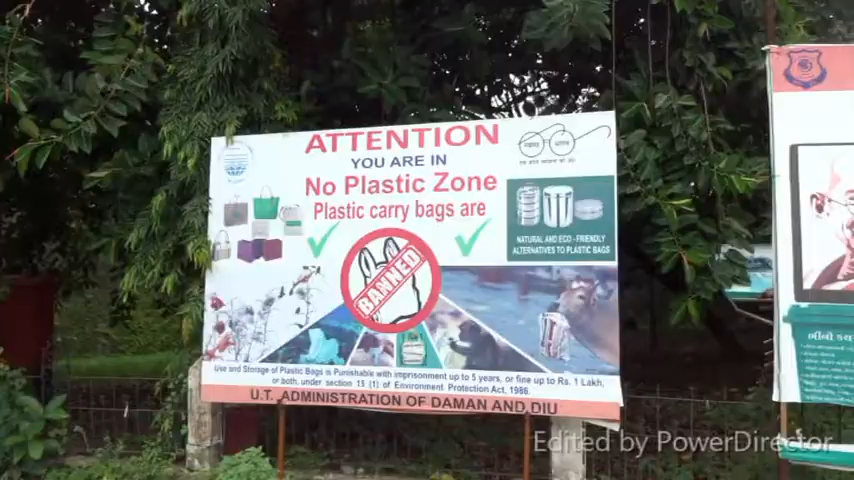 ATTENTION
YOU ARE IN
No Plastic Zone
Plastic carry bags are
BANNED
NATURAL AND ECO - FRIENDLY
ALTERNATIVES TO PLASTIC BAGS
Use and Storage of Plastic Bags is Punishable with imprisonment up to 5 years, or fine up to Rs. 1 Lakh,
or both, under section 15 (1) of Environment Protection Act, 1986.
U.T. ADMINISTRATION OF DAMAN AND DIU
Edited by PowerDirector